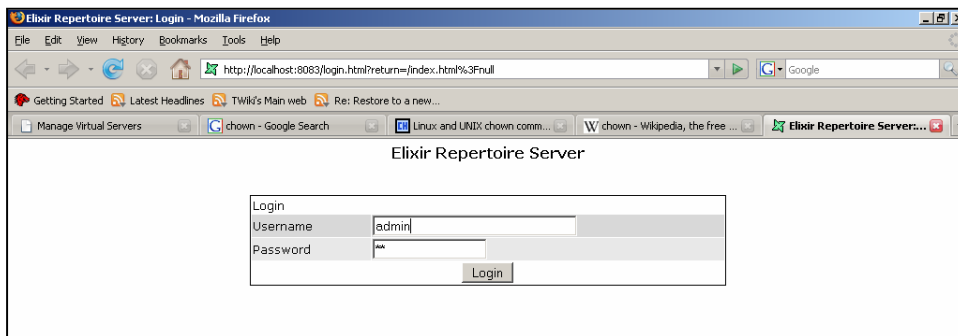 Elixir Repertoire Server: Login - Mozilla Firefox
File Edit View History Bookmarks Tools Help
http://localhost:8083/login.html?return=/index.html%3Fnull
G Google
Getting Started Latest Headlines TWiki's Main web Re: Restore to a new...
Manage Virtual Servers G chown - Google Search Linux and UNIX chown comm... W chown - Wikipedia, the free ... Elixir Repertoire Server:...
Elixir Repertoire Server
Login
Username admin
Password **
Login